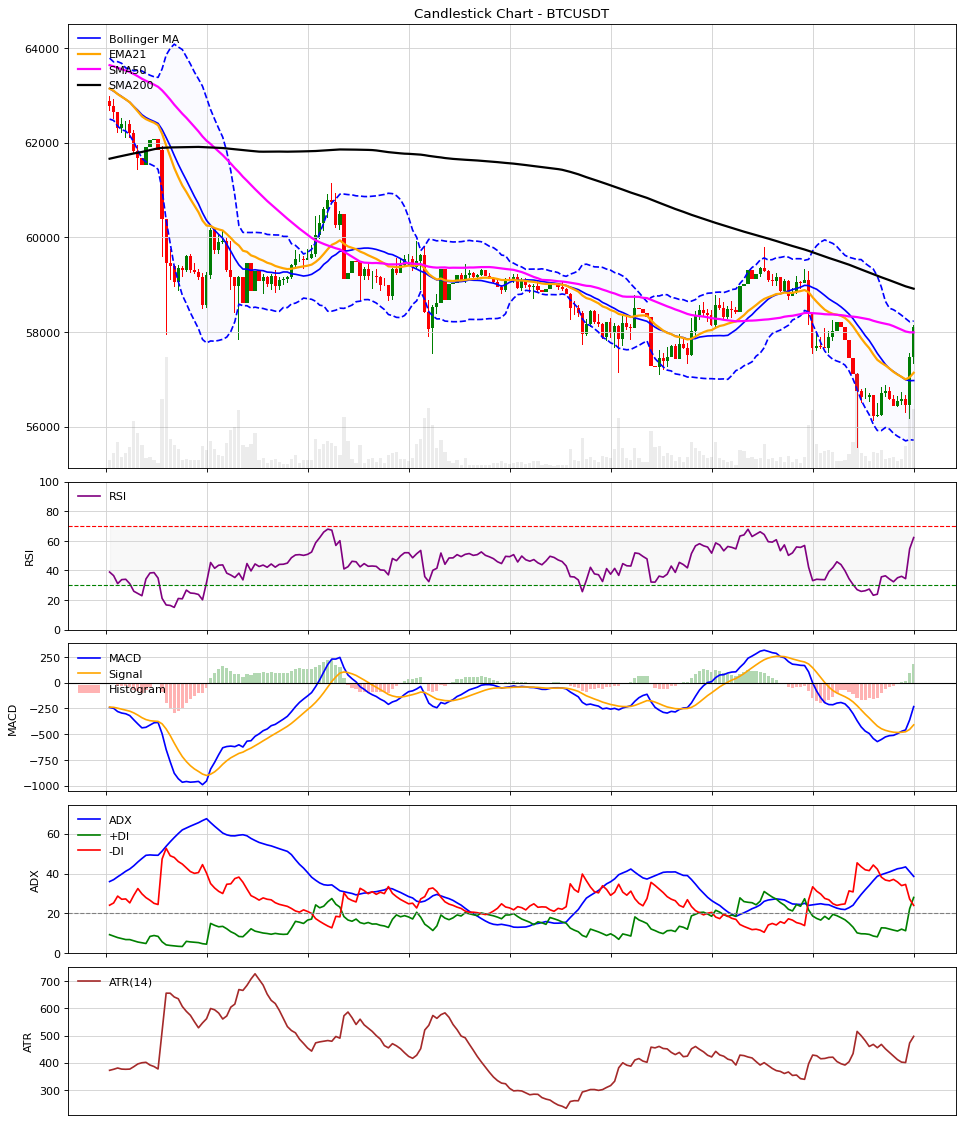 Candlestick Chart - BTCUSDT
Bollinger MA
EMA21
SMA50
SMA200
64000
62000
60000
58000
56000
RSI
100
80
60
40
20
0
RSI
MACD
Signal
Histogram
250
0
−250
−500
−750
−1000
MACD
ADX
+DI
-DI
60
40
20
0
ADX
ATR(14)
700
600
500
400
300
ATR